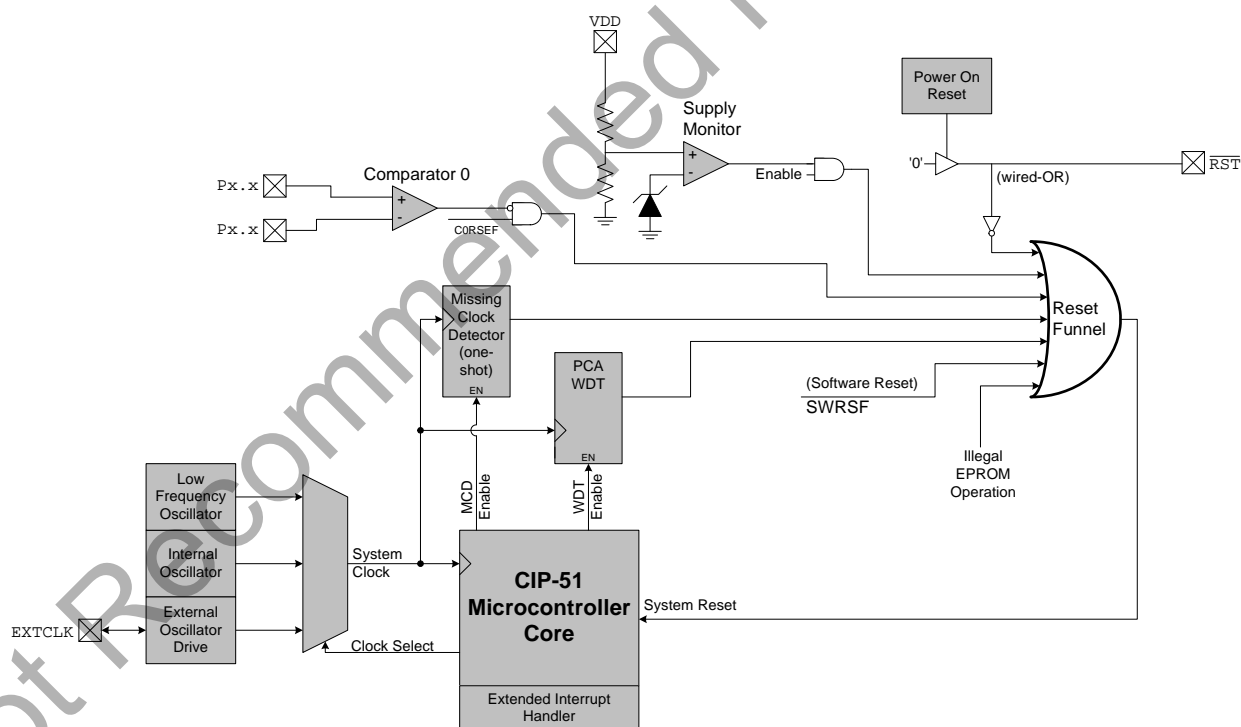 VDD
Power On
Reset
Supply
Monitor
+
-
Enable
'0'
(wired-OR)
RST
Px.x
Px.x
Comparator 0
+
-
C0RSEF
Missing
Clock
Detector
(one-
shot)
EN
PCA
WDT
EN
Reset
Funnel
(Software Reset)
SWRSF
Illegal
EPROM
Operation
MCD
Enable
WDT
Enable
Low
Frequency
Oscillator
Internal
Oscillator
External
Oscillator
Drive
EXTCLK
System
Clock
Clock Select
CIP-51
Microcontroller
Core
System Reset
Extended Interrupt
Handler
Recommended